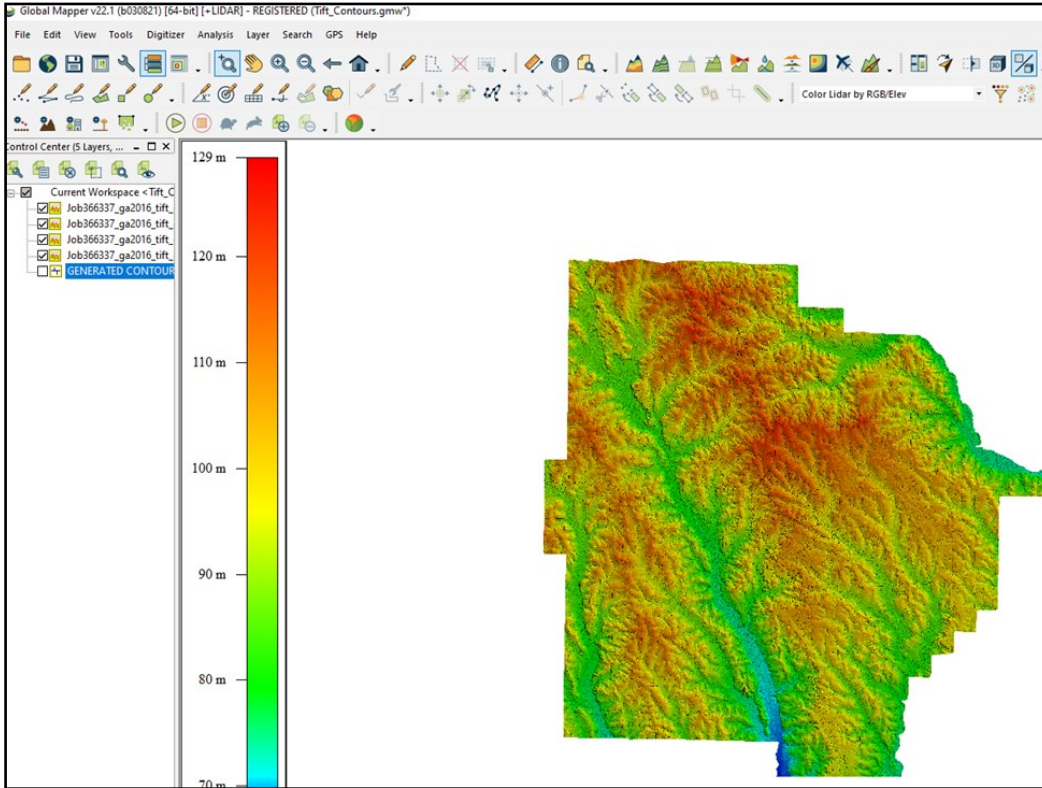 Global Mapper v22.1 (b030821) [64-bit] [+LIDAR] - REGISTERED (Tift_Contours.gmw*)
File Edit View Tools Digitizer Analysis Layer Search GPS Help
Color Lidar by RGB/Elev
Control Center (5 Layers, ...
Current Workspace <Tift_C
Job366337_ga2016_tift_
Job366337_ga2016_tift_
Job366337_ga2016_tift_
Job366337_ga2016_tift_
GENERATED CONTOUR
129 m
120 m
110 m
100 m
90 m
80 m
70 m